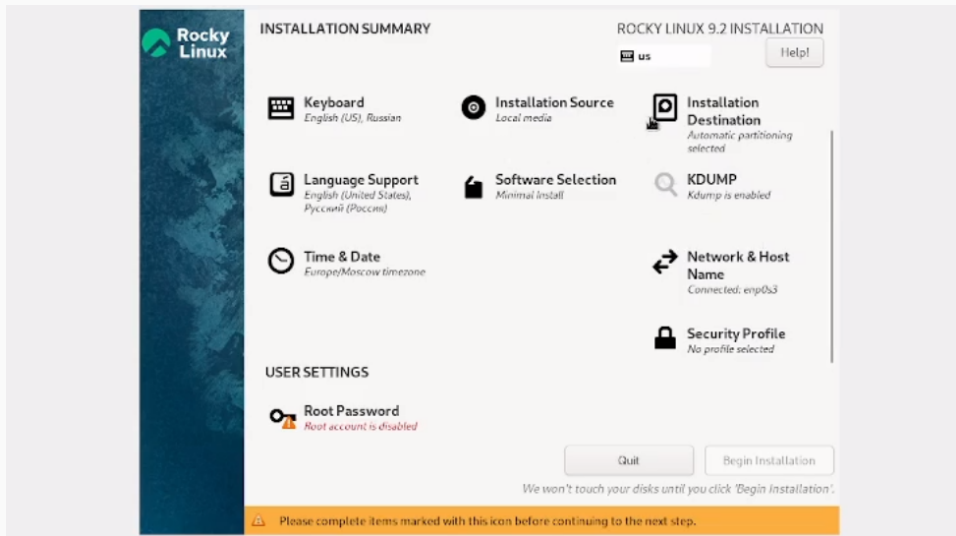 Rocky
Linux
INSTALLATION SUMMARY
ROCKY LINUX 9.2 INSTALLATION
us
Help!
Keyboard
English (US), Russian
Installation Source
Local media
Installation
Destination
Automatic partitioning
selected
Language Support
English (United States),
Русский (Россия)
Software Selection
Minimal Install
KDUMP
Kdump is enabled
Time & Date
Europe/Moscow timezone
Network & Host
Name
Connected: enp0s3
Security Profile
No profile selected
USER SETTINGS
Root Password
Root account is disabled
Quit
Begin Installation
We won't touch your disks until you click 'Begin Installation'.
Please complete items marked with this icon before continuing to the next step.